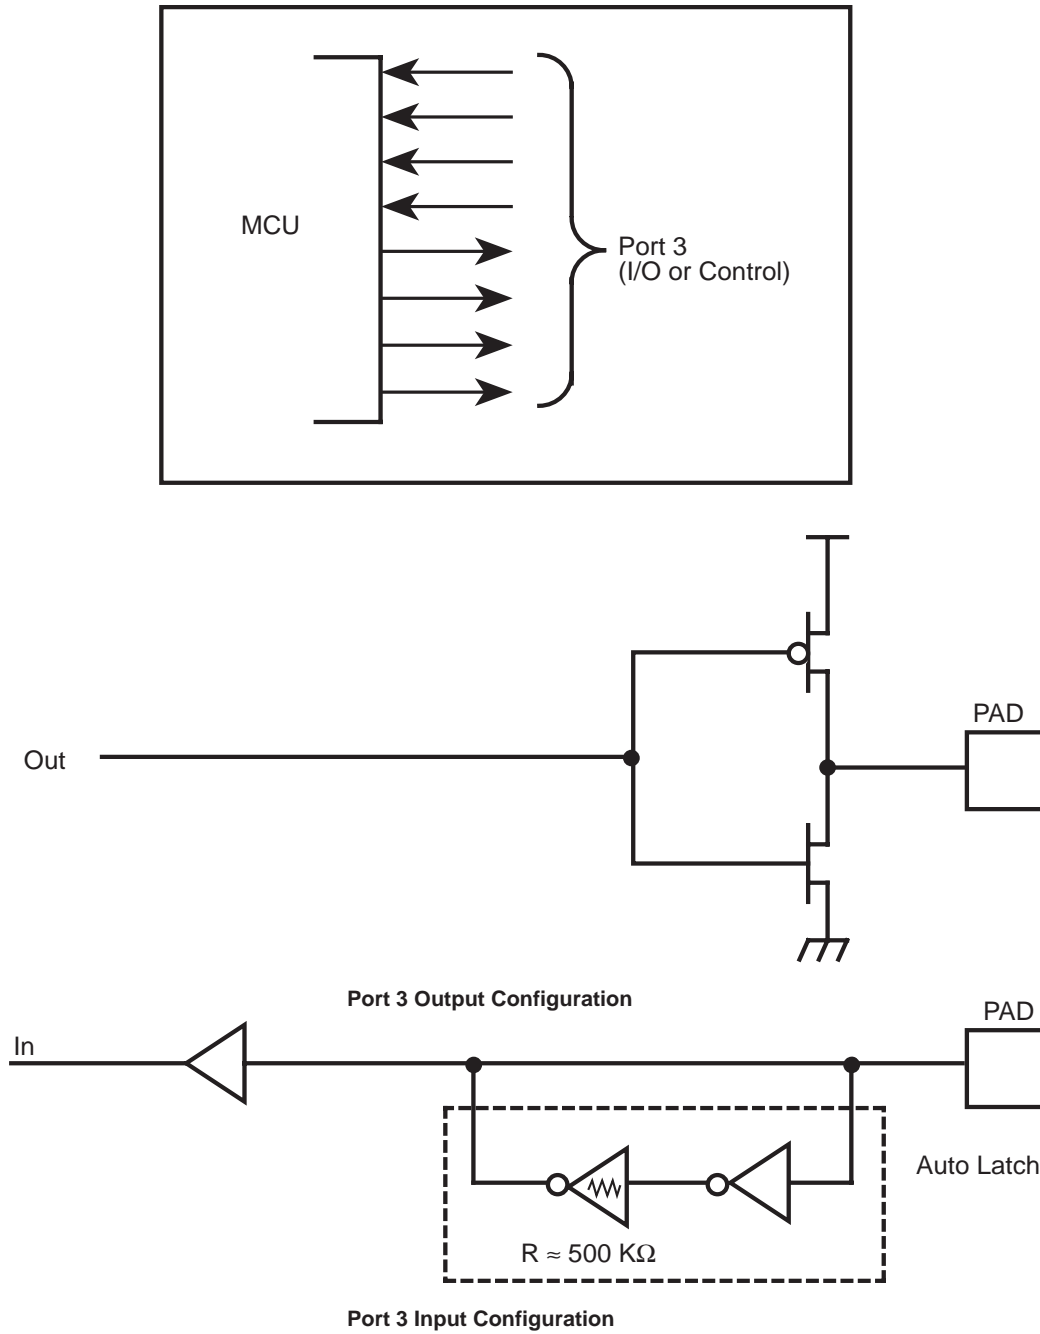 MCU
Port 3
(I/O or Control)
PAD
Out
Port 3 Output Configuration
PAD
In
Auto Latch
R ≈ 500 KΩ
Port 3 Input Configuration